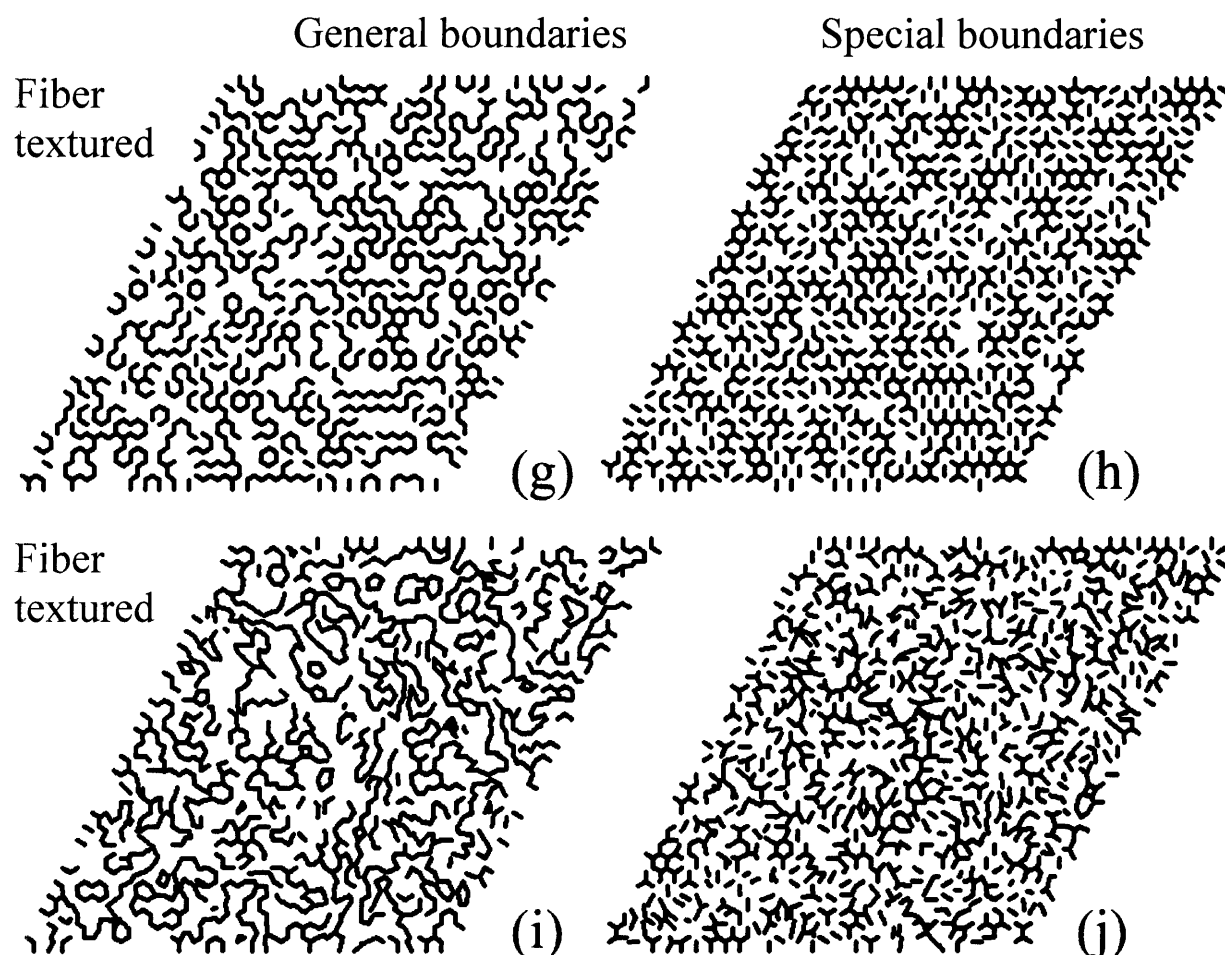 General boundaries
Special boundaries
Fiber
textured
(g)
(h)
Fiber
textured
(i)
(j)